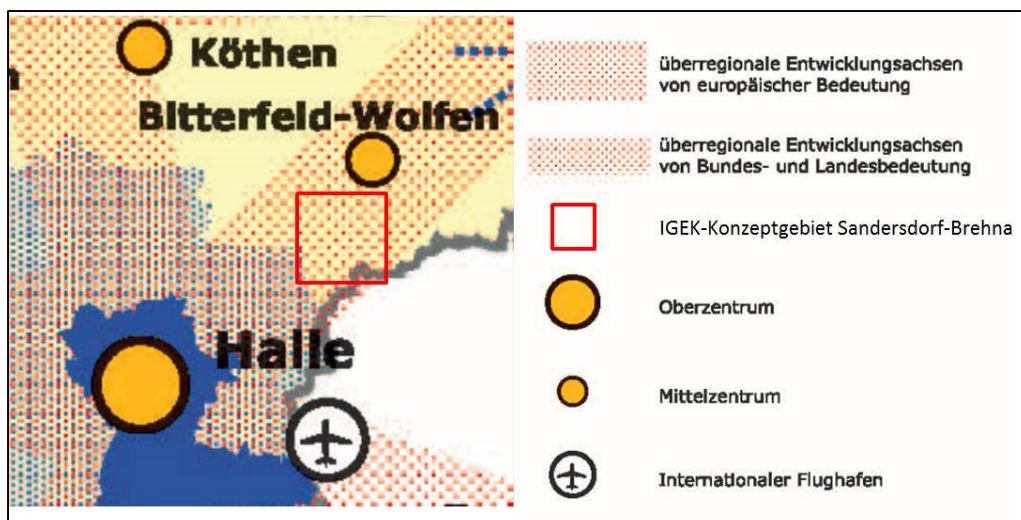 Köthen
Bitterfeld-Wolfen
Halle
überregionale Entwicklungsachsen
von europäischer Bedeutung
überregionale Entwicklungsachsen
von Bundes- und Landesbedeutung
IGEK-Konzeptgebiet Sandersdorf-Brehna
Oberzentrum
Mittelzentrum
Internationaler Flughafen